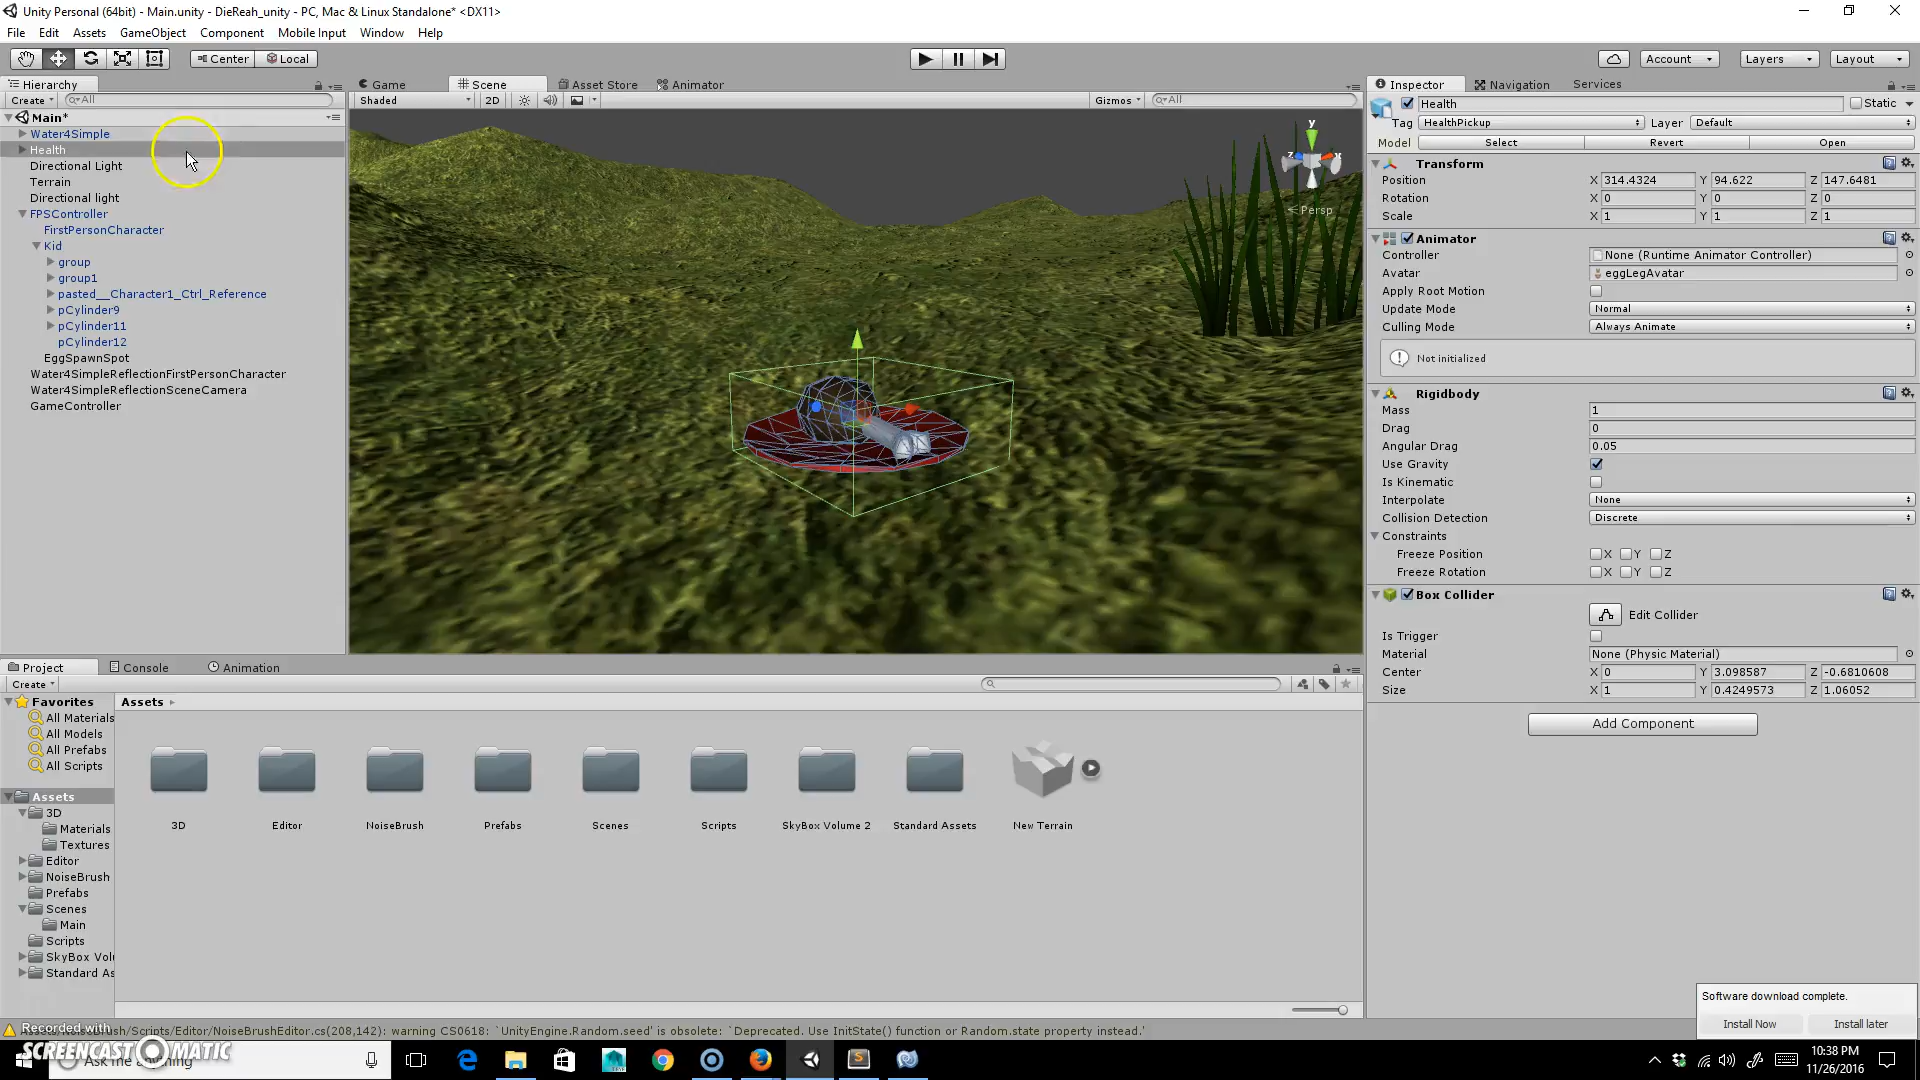 Unity Personal (64bit) - Main.unity - DieReah_unity - PC, Mac & Linux Standalone* <DX11>
File Edit Assets GameObject Component Mobile Input Window Help
Center Local Account Layers Layout
Hierarchy Game Scene Asset Store Animator Inspector Navigation Services
Create All Shaded 2D Gizmos All Health Static
Main* Tag HealthPickup Layer Default
Water4Simple Model Select Revert Open
Health Transform
Directional Light Position X 314.4324 Y 94.622 Z 147.6481
Terrain Rotation X 0 Y 0 Z 0
Directional light Scale X 1 Y 1 Z 1
FPSController
FirstPersonCharacter
Kid
group
group1
pasted__Character1_Ctrl_Reference
pCylinder9
pCylinder11
pCylinder12
EggSpawnSpot
Water4SimpleReflectionFirstPersonCharacter
Water4SimpleReflectionSceneCamera
GameController
y
z x
Persp
Animator
Controller None (Runtime Animator Controller)
Avatar eggLegAvatar
Apply Root Motion
Update Mode Normal
Culling Mode Always Animate
Not initialized
Rigidbody
Mass 1
Drag 0
Angular Drag 0.05
Use Gravity
Is Kinematic
Interpolate None
Collision Detection Discrete
Constraints
Freeze Position X Y Z
Freeze Rotation X Y Z
Box Collider
Edit Collider
Is Trigger
Material None (Physic Material)
Center X 0 Y 3.098587 Z -0.6810608
Size X 1 Y 0.4249573 Z 1.06052
Add Component
Project Console Animation
Create
Favorites
All Materials
All Models
All Prefabs
All Scripts
Assets
3D
Materials
Textures
Editor
NoiseBrush
Prefabs
Scenes
Main
Scripts
SkyBox Volu
Standard As
Assets
3D Editor NoiseBrush Prefabs Scenes Scripts SkyBox Volume 2 Standard Assets New Terrain
Software download complete.
Install Now Install later
Assets/NoiseBrush/Scripts/Editor/NoiseBrushEditor.cs(208,142): warning CS0618: `UnityEngine.Random.seed' is obsolete: `Deprecated. Use InitState() function or Random.state property instead.'
Recorded with
SCREENCAST MATIC
Ask me anything
10:38 PM
11/26/2016